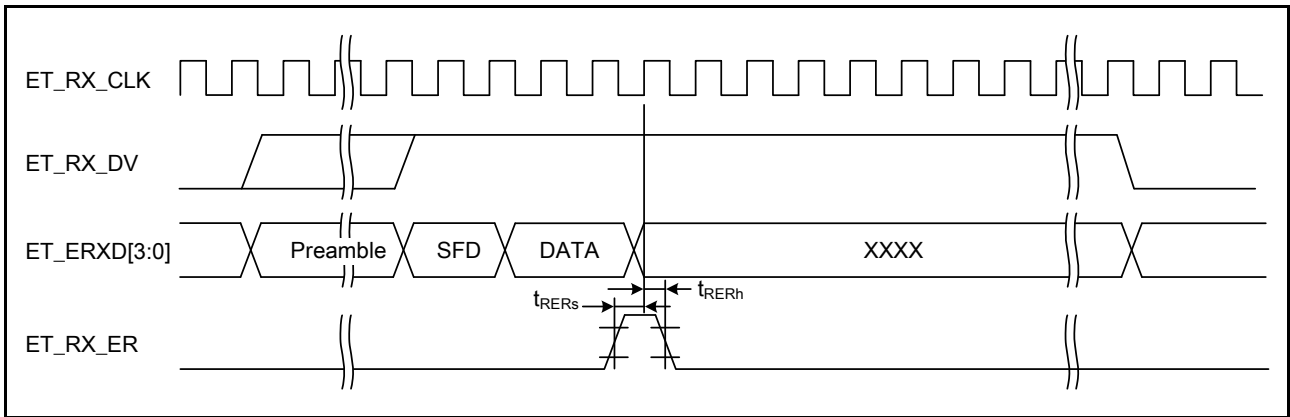 ET_RX_CLK
ET_RX_DV
ET_ERXD[3:0]
Preamble
SFD
DATA
XXXX
tRERs
tRERh
ET_RX_ER